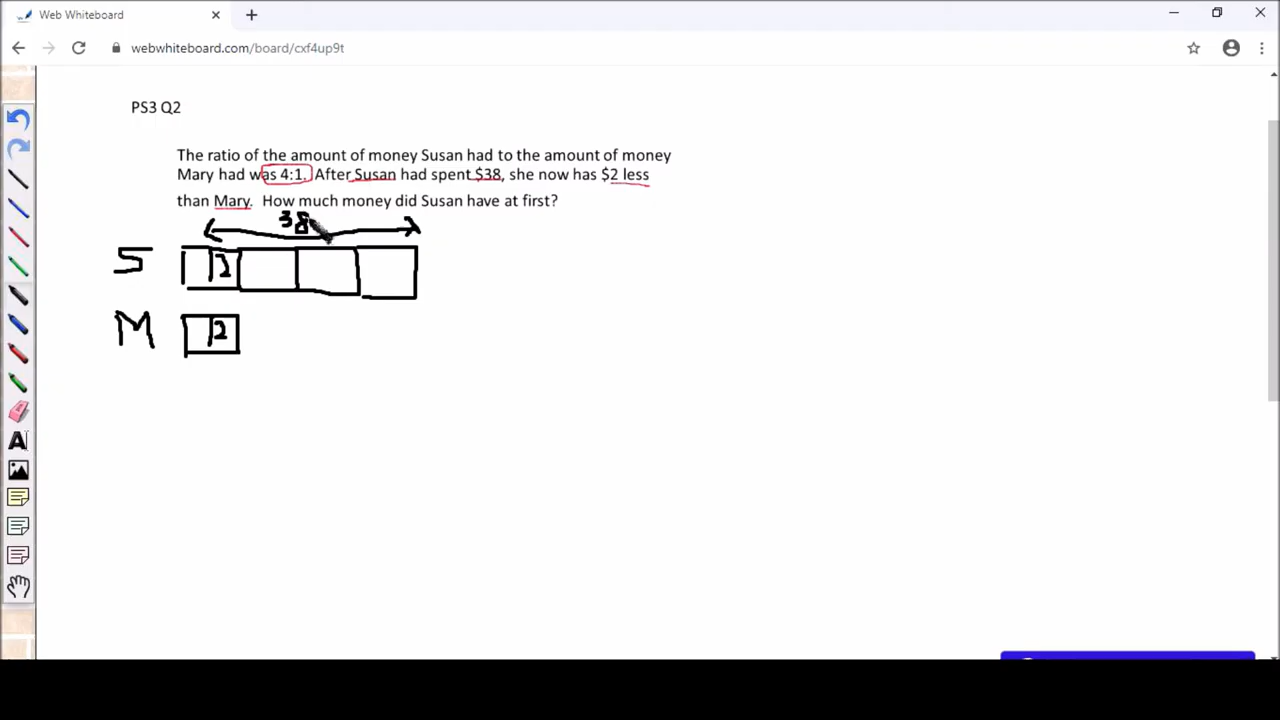 Web Whiteboard
webwhiteboard.com/board/cxf4up9t
PS3 Q2
The ratio of the amount of money Susan had to the amount of money
Mary had was 4:1. After Susan had spent $38, she now has $2 less
than Mary. How much money did Susan have at first?
38
S 2
M 2
A